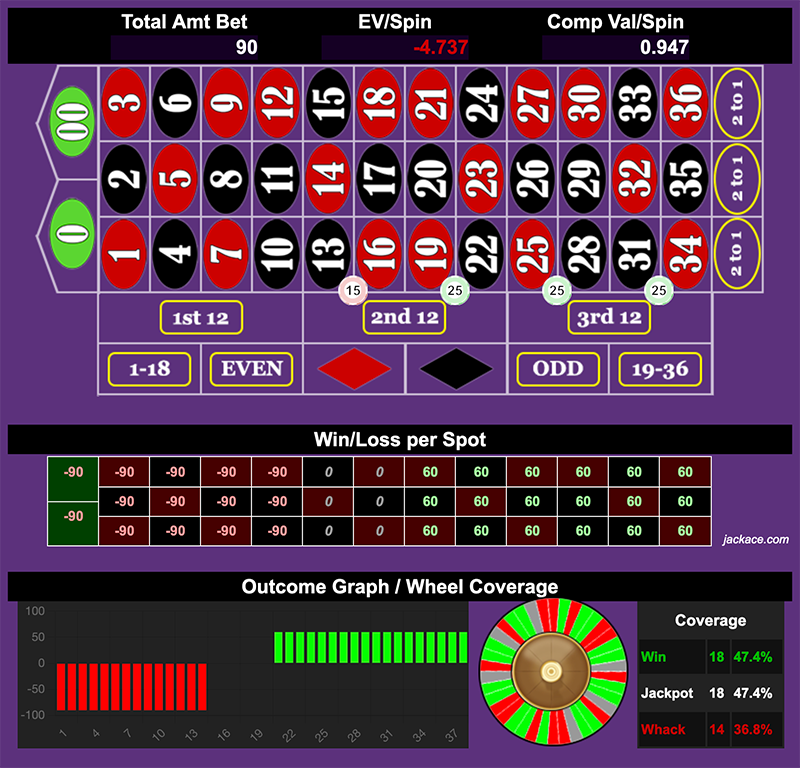 Total Amt Bet EV/Spin Comp Val/Spin
90 -4.737 0.947
00 3 6 9 12 15 18 21 24 27 30 33 36 2 to 1
2 5 8 11 14 17 20 23 26 29 32 35 2 to 1
0 1 4 7 10 13 16 19 22 25 28 31 34 2 to 1
15 25 25 25
1st 12 2nd 12 3rd 12
1-18 EVEN ODD 19-36
Win/Loss per Spot
-90 -90 -90 -90 -90 0 0 60 60 60 60 60 60
-90 -90 -90 -90 0 0 60 60 60 60 60 60
-90 -90 -90 -90 -90 0 0 60 60 60 60 60 60
jackace.com
Outcome Graph / Wheel Coverage
100
50
0
-50
-100
1 4 7 10 13 16 19 22 25 28 31 34 37
Coverage
Win 18 47.4%
Jackpot 18 47.4%
Whack 14 36.8%